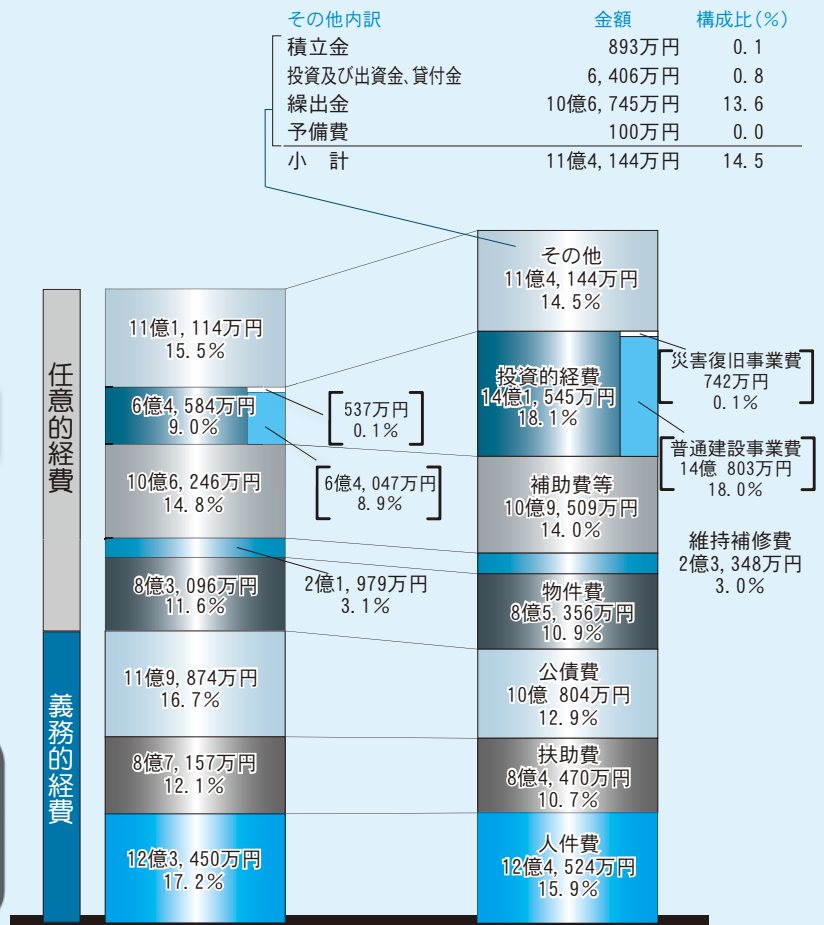 その他内訳 金額 構成比(%)
積立金 893万円 0.1
投資及び出資金、貸付金 6,406万円 0.8
繰出金 10億6,745万円 13.6
予備費 100万円 0.0
小　計 11億4,144万円 14.5
任意的経費
義務的経費
11億1,114万円
15.5%
6億4,584万円
9.0%
537万円
0.1%
6億4,047万円
8.9%
10億6,246万円
14.8%
2億1,979万円
3.1%
8億3,096万円
11.6%
11億9,874万円
16.7%
8億7,157万円
12.1%
12億3,450万円
17.2%
その他
11億4,144万円
14.5%
投資的経費
14億1,545万円
18.1%
災害復旧事業費
742万円
0.1%
普通建設事業費
14億 803万円
18.0%
補助費等
10億9,509万円
14.0%
維持補修費
2億3,348万円
3.0%
物件費
8億5,356万円
10.9%
公債費
10億 804万円
12.9%
扶助費
8億4,470万円
10.7%
人件費
12億4,524万円
15.9%